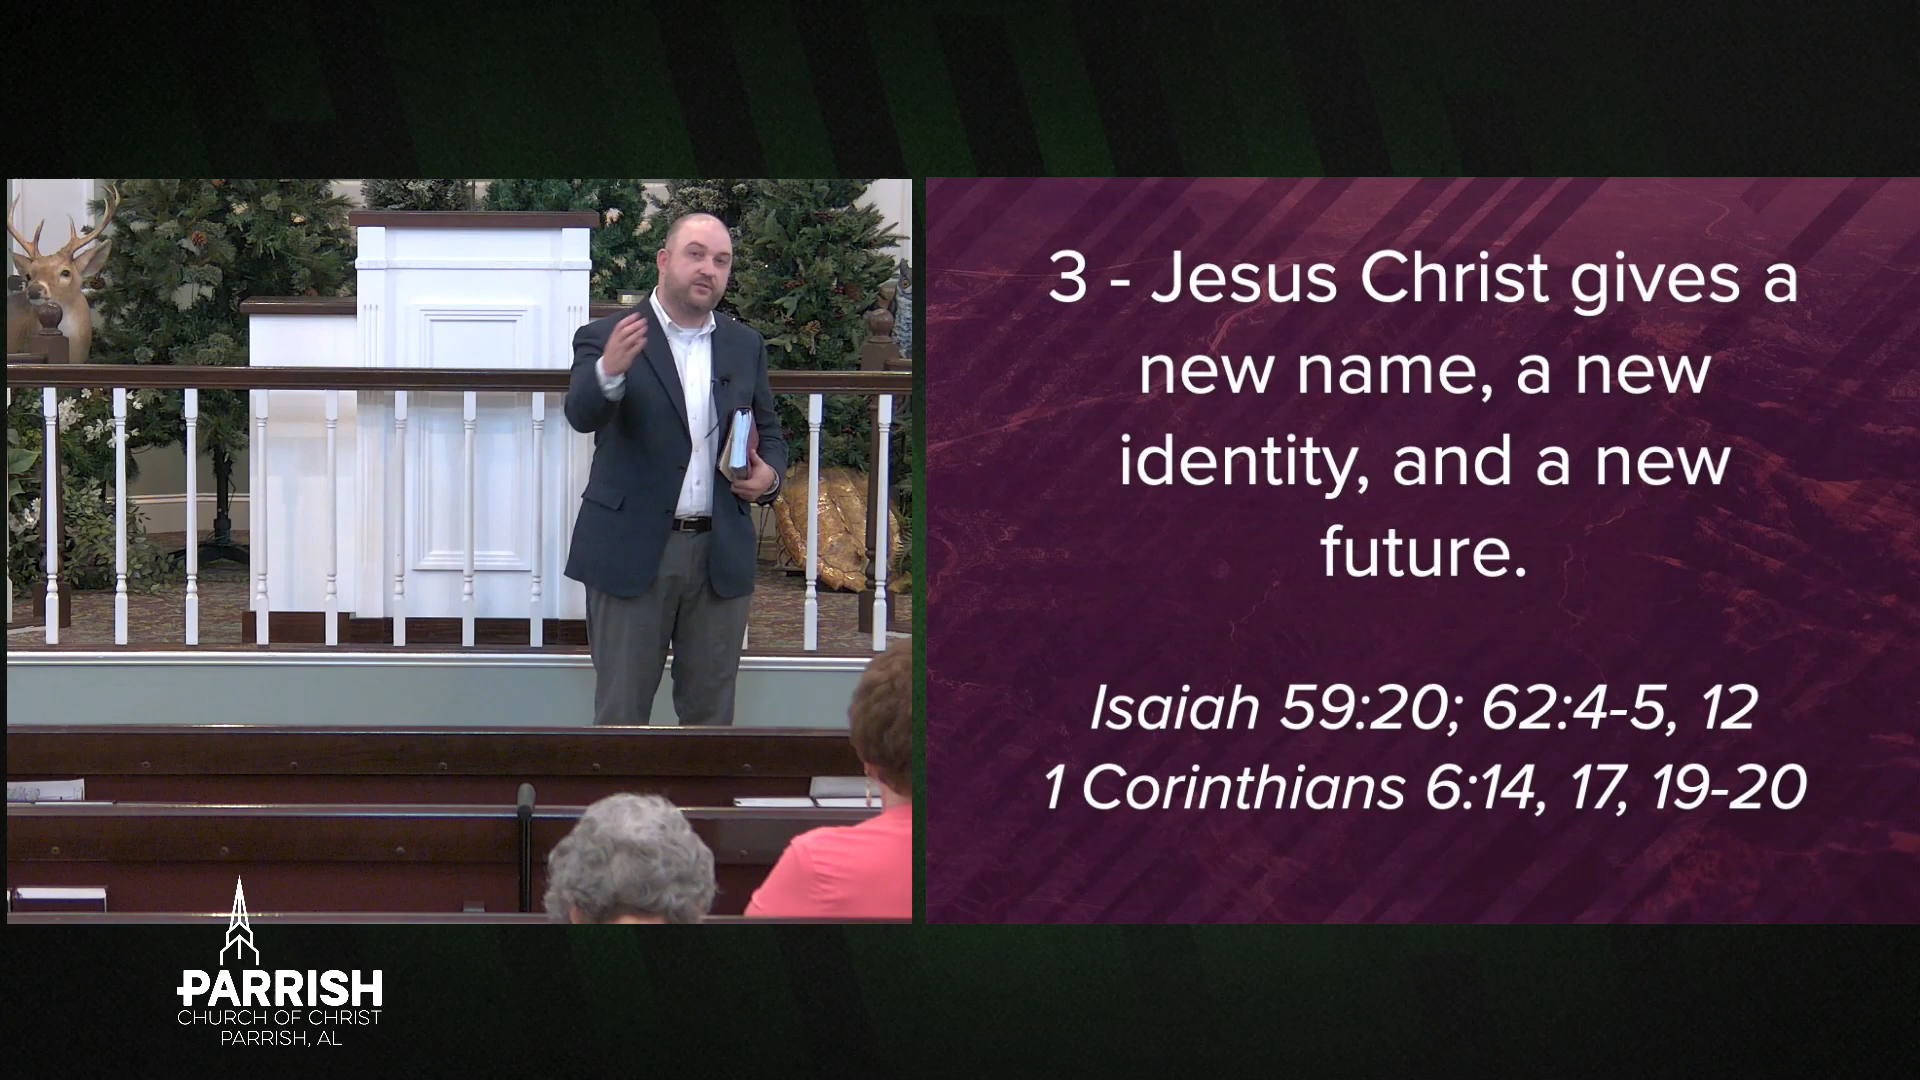 3 - Jesus Christ gives a
new name, a new
identity, and a new
future.
Isaiah 59:20; 62:4-5, 12
1 Corinthians 6:14, 17, 19-20
PARRISH
CHURCH OF CHRIST
PARRISH, AL